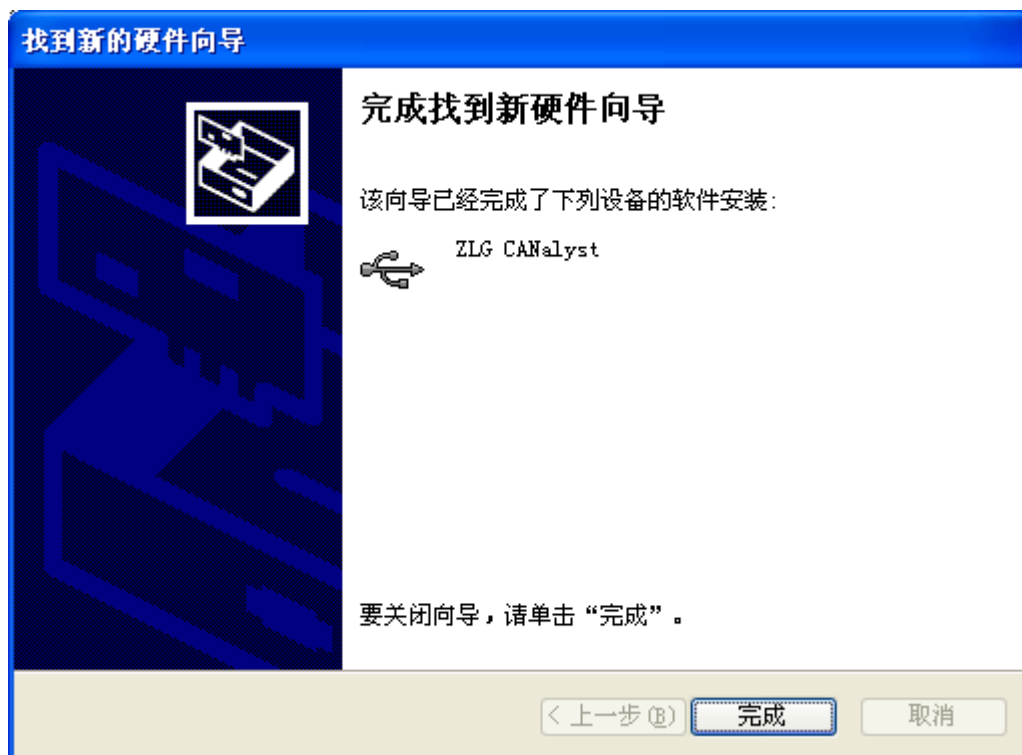 找到新的硬件向导
完成找到新硬件向导
该向导已经完成了下列设备的软件安装:
ZLG CANalyst
要关闭向导,请单击“完成”。
< 上一步(B)
完成
取消